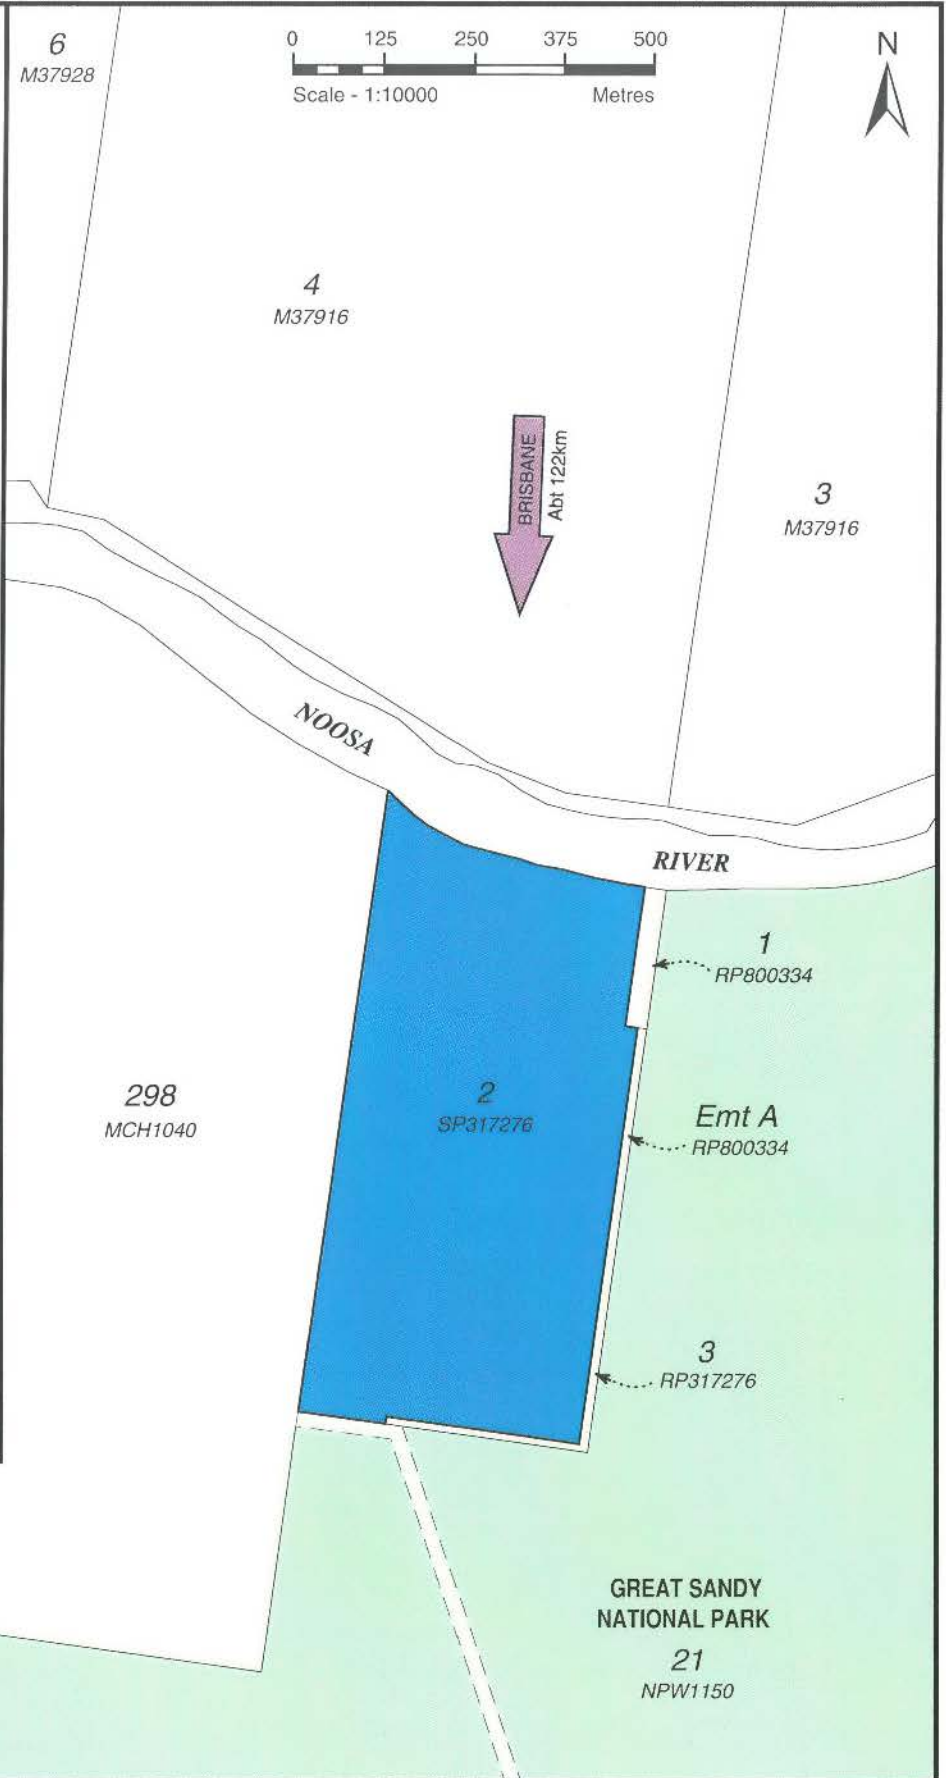 6
M37928
0 125 250 375 500
Scale - 1:10000 Metres
N
4
M37916
BRISBANE
Abt 122km
3
M37916
NOOSA
RIVER
1
RP800334
298
MCH1040
2
SP317276
Emt A
RP800334
3
RP317276
GREAT SANDY
NATIONAL PARK
21
NPW1150